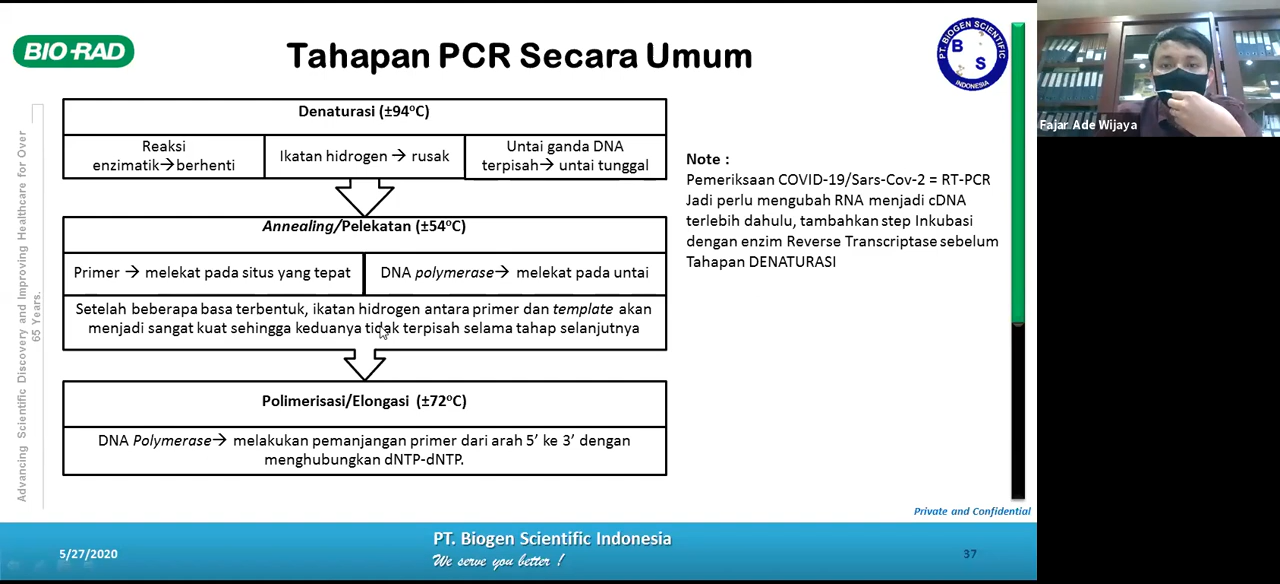 BIO-RAD
Tahapan PCR Secara Umum
PT. BIOGEN SCIENTIFIC
B
S
INDONESIA
Fajar Ade Wijaya
Advancing Scientific Discovery and Improving Healthcare for Over
65 Years.
Denaturasi (±94°C)
Reaksi
enzimatik→berhenti
Ikatan hidrogen → rusak
Untai ganda DNA
terpisah→ untai tunggal
Annealing/Pelekatan (±54°C)
Primer → melekat pada situs yang tepat
DNA polymerase→ melekat pada untai
Setelah beberapa basa terbentuk, ikatan hidrogen antara primer dan template akan
menjadi sangat kuat sehingga keduanya tidak terpisah selama tahap selanjutnya
Polimerisasi/Elongasi (±72°C)
DNA Polymerase→ melakukan pemanjangan primer dari arah 5’ ke 3’ dengan
menghubungkan dNTP-dNTP.
Note :
Pemeriksaan COVID-19/Sars-Cov-2 = RT-PCR
Jadi perlu mengubah RNA menjadi cDNA
terlebih dahulu, tambahkan step Inkubasi
dengan enzim Reverse Transcriptase sebelum
Tahapan DENATURASI
Private and Confidential
5/27/2020
PT. Biogen Scientific Indonesia
We serve you better !
37